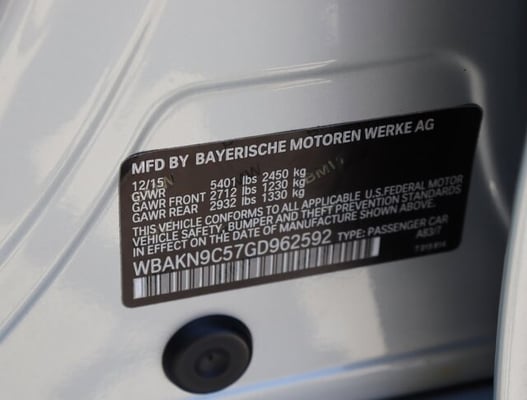 MFD BY BAYERISCHE MOTOREN WERKE AG
12/15
GVWR 5401 lbs 2450 kg
GAWR FRONT 2712 lbs 1230 kg
GAWR REAR 2932 lbs 1330 kg
THIS VEHICLE CONFORMS TO ALL APPLICABLE U.S.FEDERAL MOTOR
VEHICLE SAFETY, BUMPER AND THEFT PREVENTION STANDARDS
IN EFFECT ON THE DATE OF MANUFACTURE SHOWN ABOVE.
WBAKN9C57GD962592 TYPE: PASSENGER CAR
A83/7